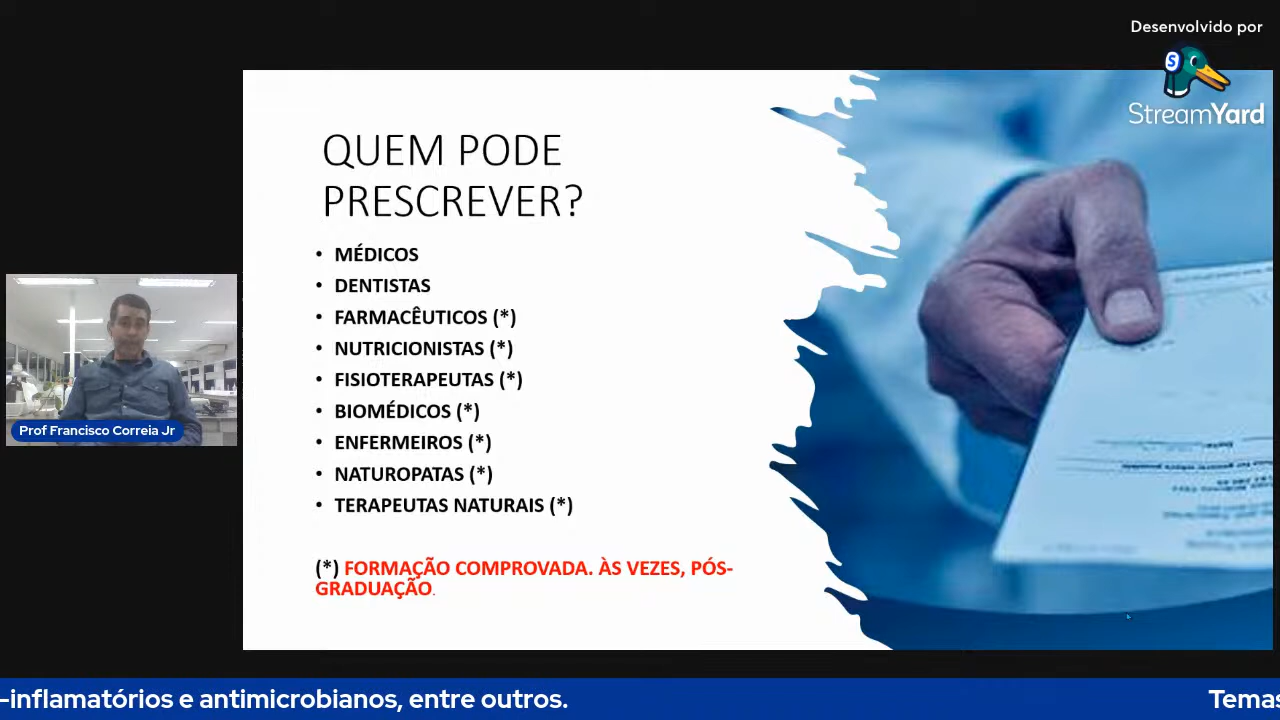 Desenvolvido por
StreamYard
QUEM PODE
PRESCREVER?
• MÉDICOS
• DENTISTAS
• FARMACÊUTICOS (*)
• NUTRICIONISTAS (*)
• FISIOTERAPEUTAS (*)
• BIOMÉDICOS (*)
• ENFERMEIROS (*)
• NATUROPATAS (*)
• TERAPEUTAS NATURAIS (*)
(*) FORMAÇÃO COMPROVADA. ÀS VEZES, PÓS-
GRADUAÇÃO.
Prof Francisco Correia Jr
-inflamatórios e antimicrobianos, entre outros. Temas